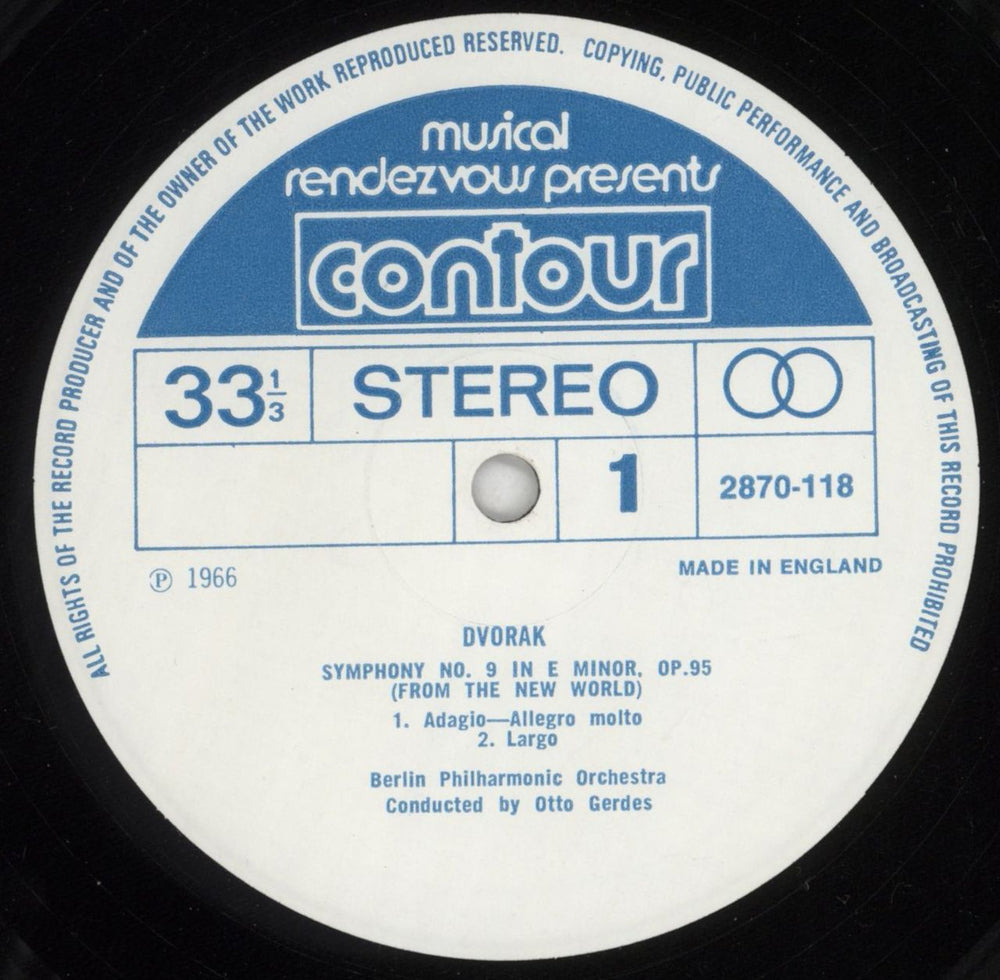 ALL RIGHTS OF THE RECORD PRODUCER AND OF THE OWNER OF THE WORK REPRODUCED RESERVED. COPYING, PUBLIC PERFORMANCE AND BROADCASTING OF THIS RECORD PROHIBITED
musical
rendezvous presents
contour
33 1/3 STEREO
1 2870-118
MADE IN ENGLAND
℗ 1966
DVORAK
SYMPHONY NO. 9 IN E MINOR, OP.95
(FROM THE NEW WORLD)
1. Adagio—Allegro molto
2. Largo
Berlin Philharmonic Orchestra
Conducted by Otto Gerdes